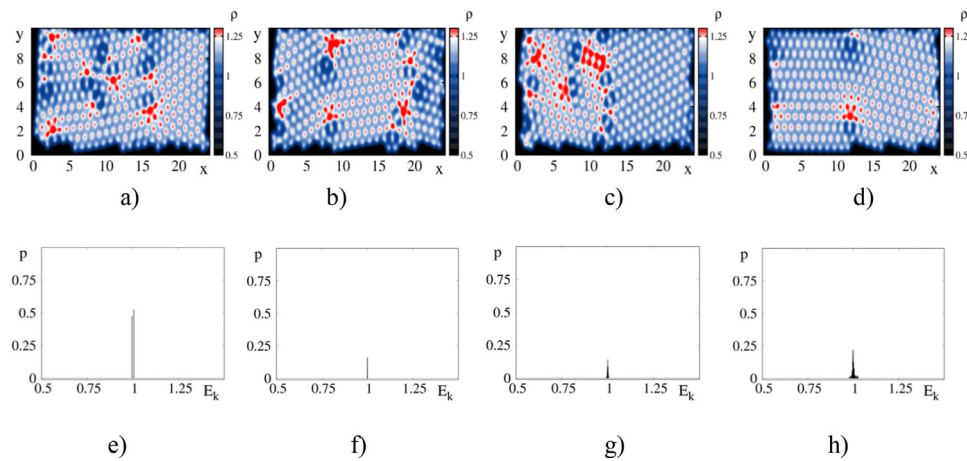 ρ ρ ρ ρ
y 1.25 y 1.25 y 1.25 y 1.25
8 8 8 8
6 1 6 1 6 1 6 1
4 4 4 4
2 0.75 2 0.75 2 0.75 2 0.75
0 0.5 0 0.5 0 0.5 0 0.5
0 5 10 15 20 x 0 5 10 15 20 x 0 5 10 15 20 x 0 5 10 15 20 x
a) b) c) d)
p p p p
0.75 0.75 0.75 0.75
0.5 0.5 0.5 0.5
0.25 0.25 0.25 0.25
0 0 0 0
0.5 0.75 1 1.25 E_k 0.5 0.75 1 1.25 E_k 0.5 0.75 1 1.25 E_k 0.5 0.75 1 1.25 E_k
e) f) g) h)